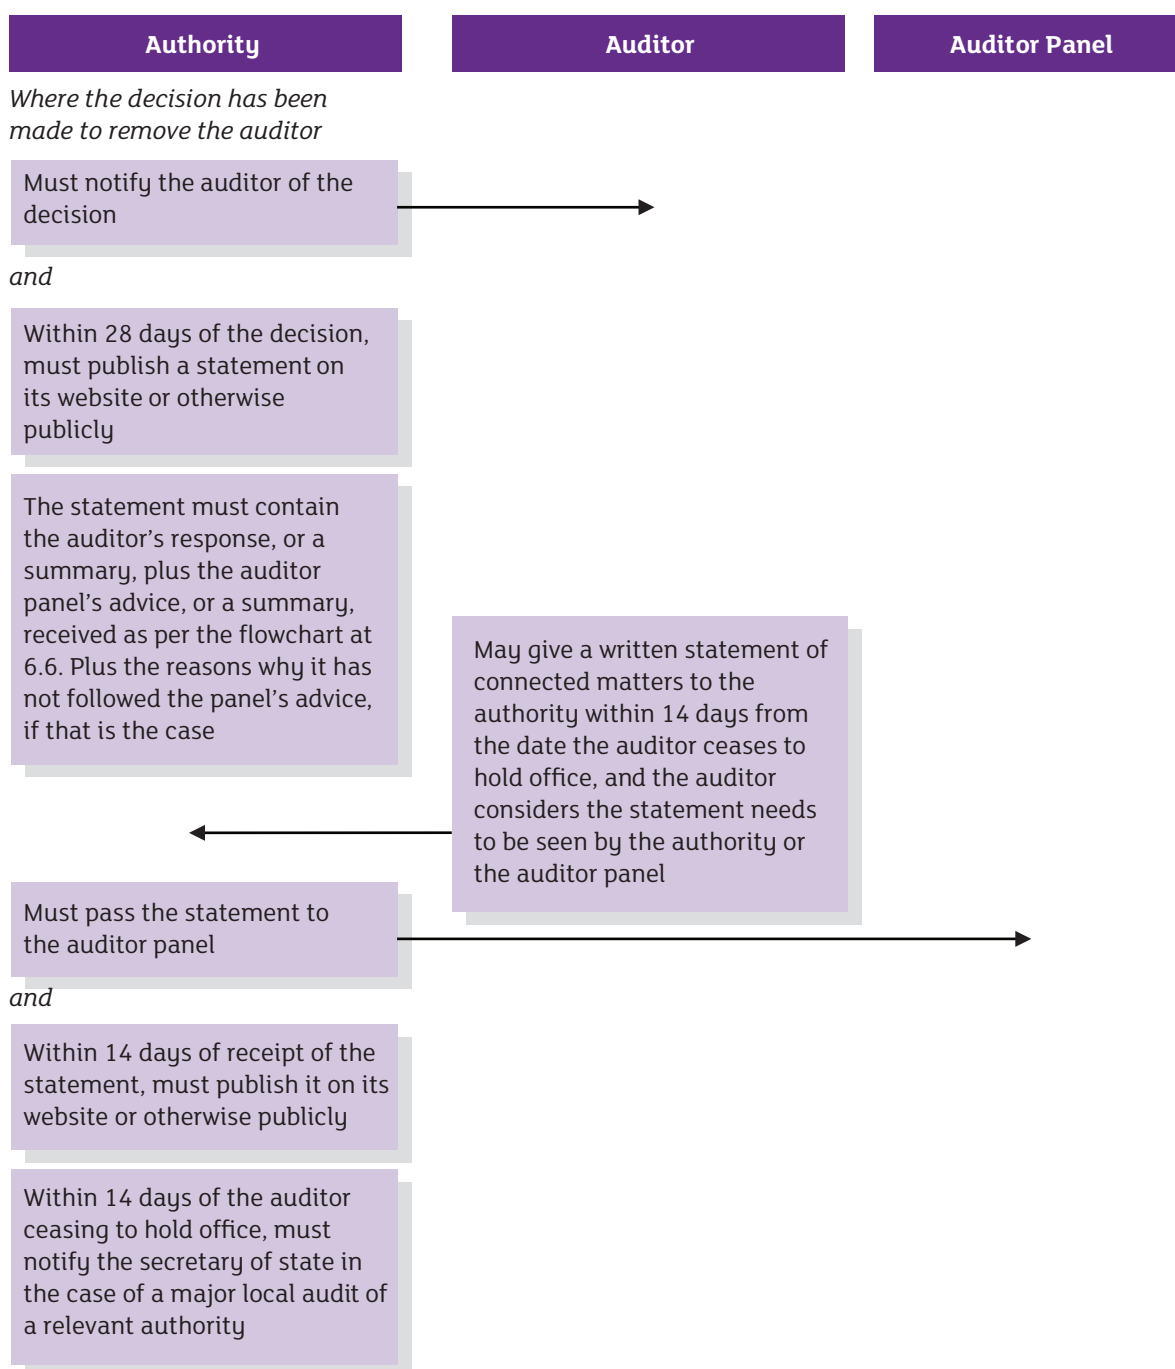 Authority
Auditor
Auditor Panel
Where the decision has been
made to remove the auditor
Must notify the auditor of the
decision
and
Within 28 days of the decision,
must publish a statement on
its website or otherwise
publicly
The statement must contain
the auditor’s response, or a
summary, plus the auditor
panel’s advice, or a summary,
received as per the flowchart at
6.6. Plus the reasons why it has
not followed the panel’s advice,
if that is the case
May give a written statement of
connected matters to the
authority within 14 days from
the date the auditor ceases to
hold office, and the auditor
considers the statement needs
to be seen by the authority or
the auditor panel
Must pass the statement to
the auditor panel
and
Within 14 days of receipt of the
statement, must publish it on its
website or otherwise publicly
Within 14 days of the auditor
ceasing to hold office, must
notify the secretary of state in
the case of a major local audit of
a relevant authority